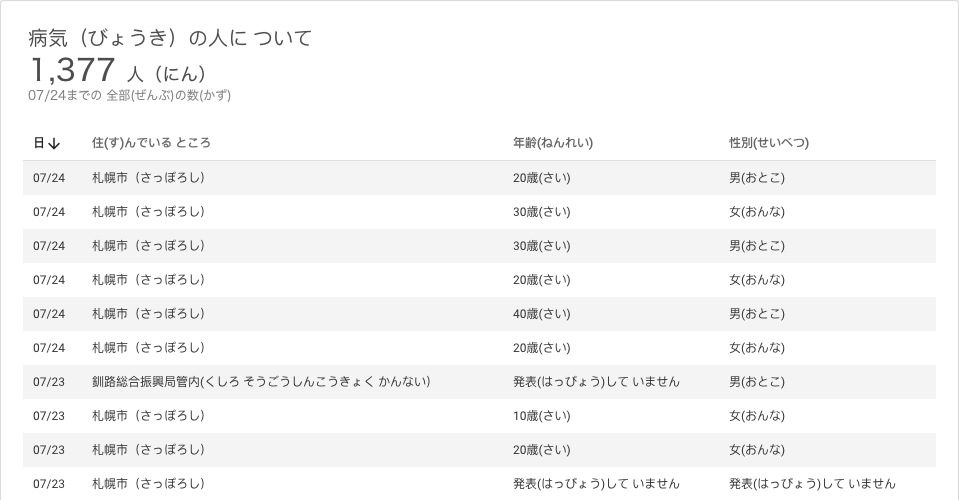 病気（びょうき）の人に ついて
1,377 人（にん）
07/24までの 全部(ぜんぶ)の数(かず)
日↓ 住(す)んでいる ところ 年齢(ねんれい) 性別(せいべつ)
07/24 札幌市（さっぽろし） 20歳(さい) 男(おとこ)
07/24 札幌市（さっぽろし） 30歳(さい) 女(おんな)
07/24 札幌市（さっぽろし） 30歳(さい) 男(おとこ)
07/24 札幌市（さっぽろし） 20歳(さい) 女(おんな)
07/24 札幌市（さっぽろし） 40歳(さい) 男(おとこ)
07/24 札幌市（さっぽろし） 20歳(さい) 女(おんな)
07/23 釧路総合振興局管内(くしろ そうごうしんこうきょく かんない） 発表(はっぴょう)して いません 男(おとこ)
07/23 札幌市（さっぽろし） 10歳(さい) 女(おんな)
07/23 札幌市（さっぽろし） 20歳(さい) 女(おんな)
07/23 札幌市（さっぽろし） 発表(はっぴょう)して いません 発表(はっぴょう)して いません